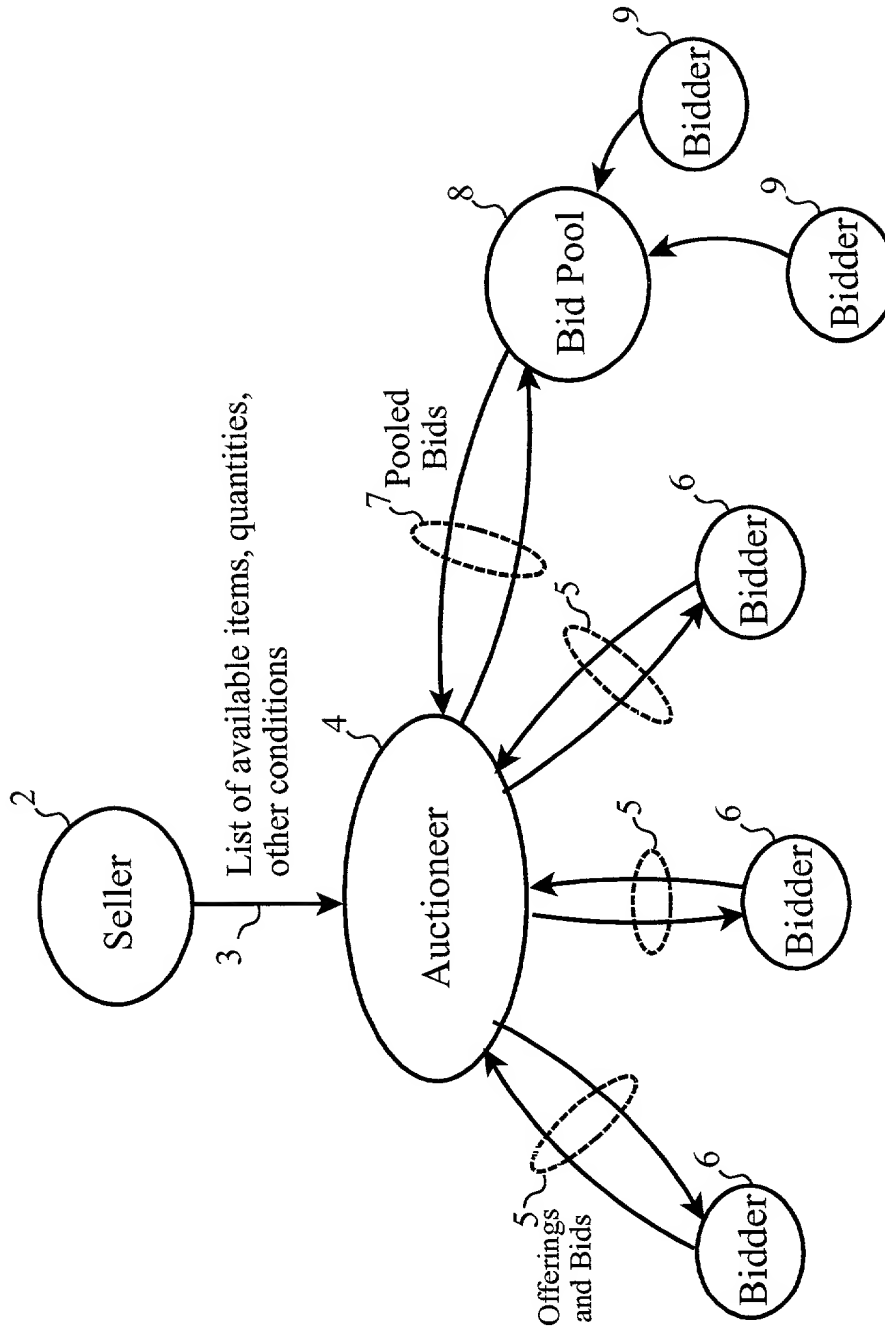 2
Seller
3
List of available items, quantities,
other conditions
4
Auctioneer
7
Pooled
Bids
8
Bid Pool
9
Bidder
9
Bidder
5
Offerings
and Bids
6
Bidder
5
6
Bidder
5
6
Bidder